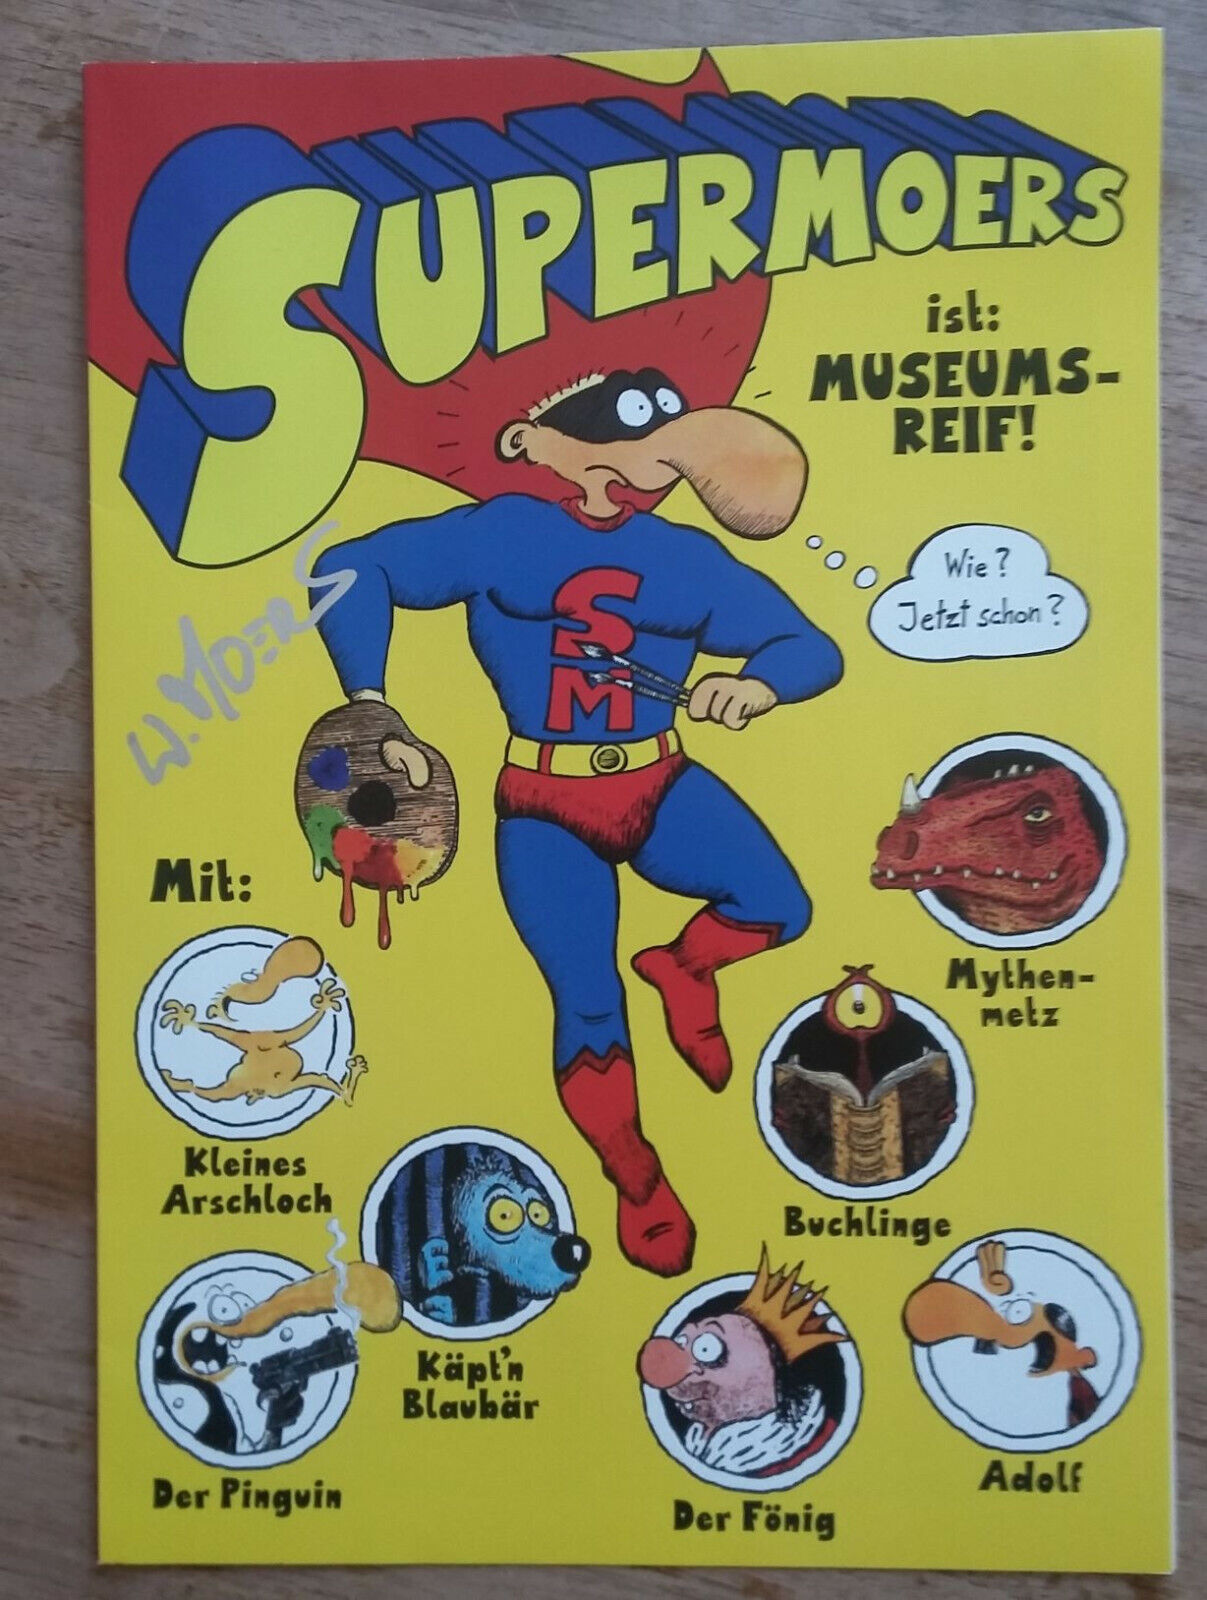 SUPERMOERS
ist:
MUSEUMS-
REIF!
Wie?
Jetzt schon?
S
M
W. MOERS
Mit:
Mythen-
metz
Kleines
Arschloch
Buchlinge
Käpt'n
Blaubär
Der Pinguin
Der Fönig
Adolf